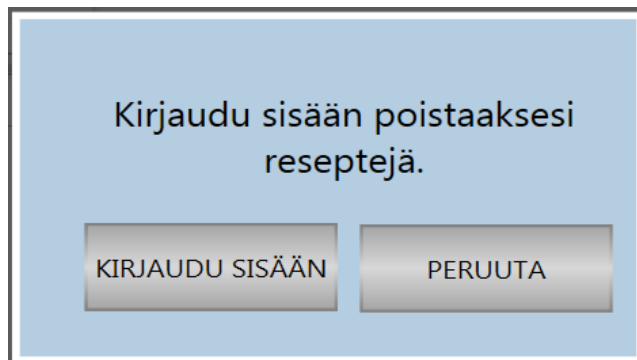 Kirjaudu sisään poistaaksesi
reseptejä.
KIRJAUDU SISÄÄN
PERUUTA